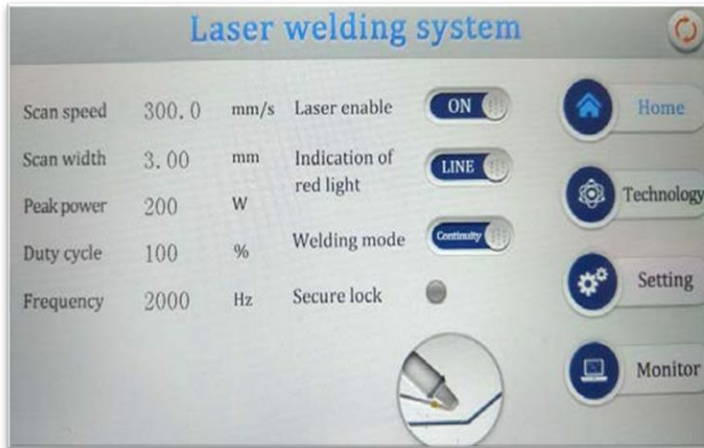 Laser welding system
Scan speed 300.0 mm/s Laser enable ON Home
Scan width 3.00 mm Indication of red light LINE
Peak power 200 W Technology
Duty cycle 100 % Welding mode Continuity
Frequency 2000 Hz Secure lock Setting
Monitor